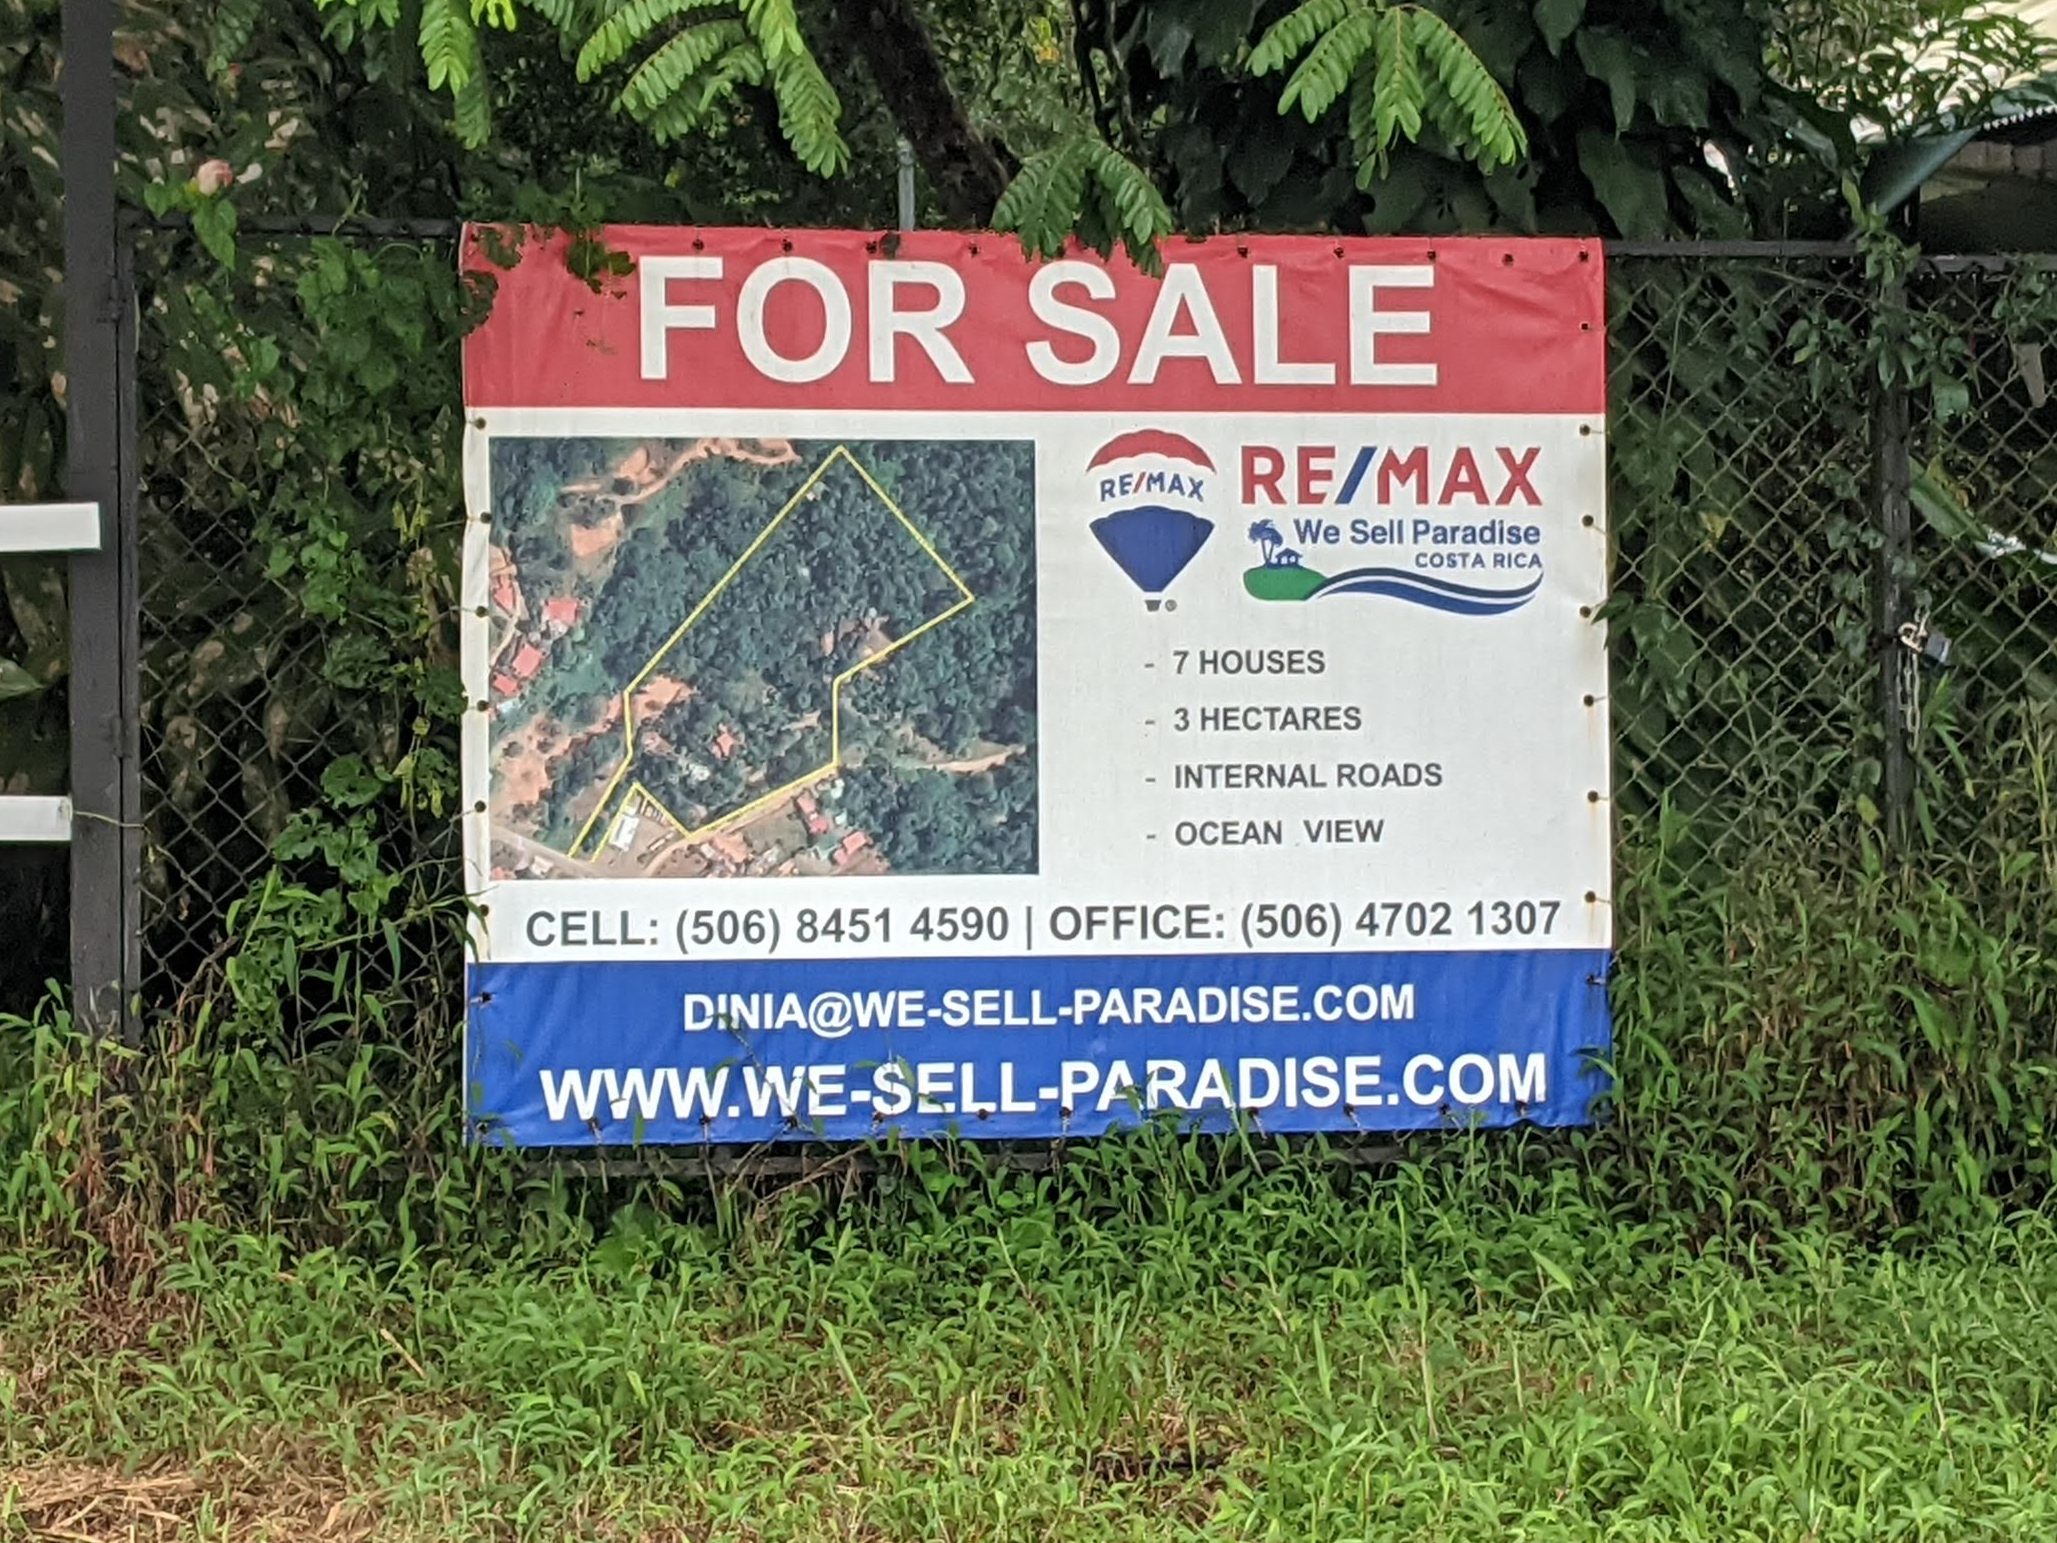 FOR SALE
RE/MAX
RE/MAX
We Sell Paradise
COSTA RICA
- 7 HOUSES
- 3 HECTARES
- INTERNAL ROADS
- OCEAN VIEW
CELL: (506) 8451 4590 | OFFICE: (506) 4702 1307
DINIA@WE-SELL-PARADISE.COM
WWW.WE-SELL-PARADISE.COM